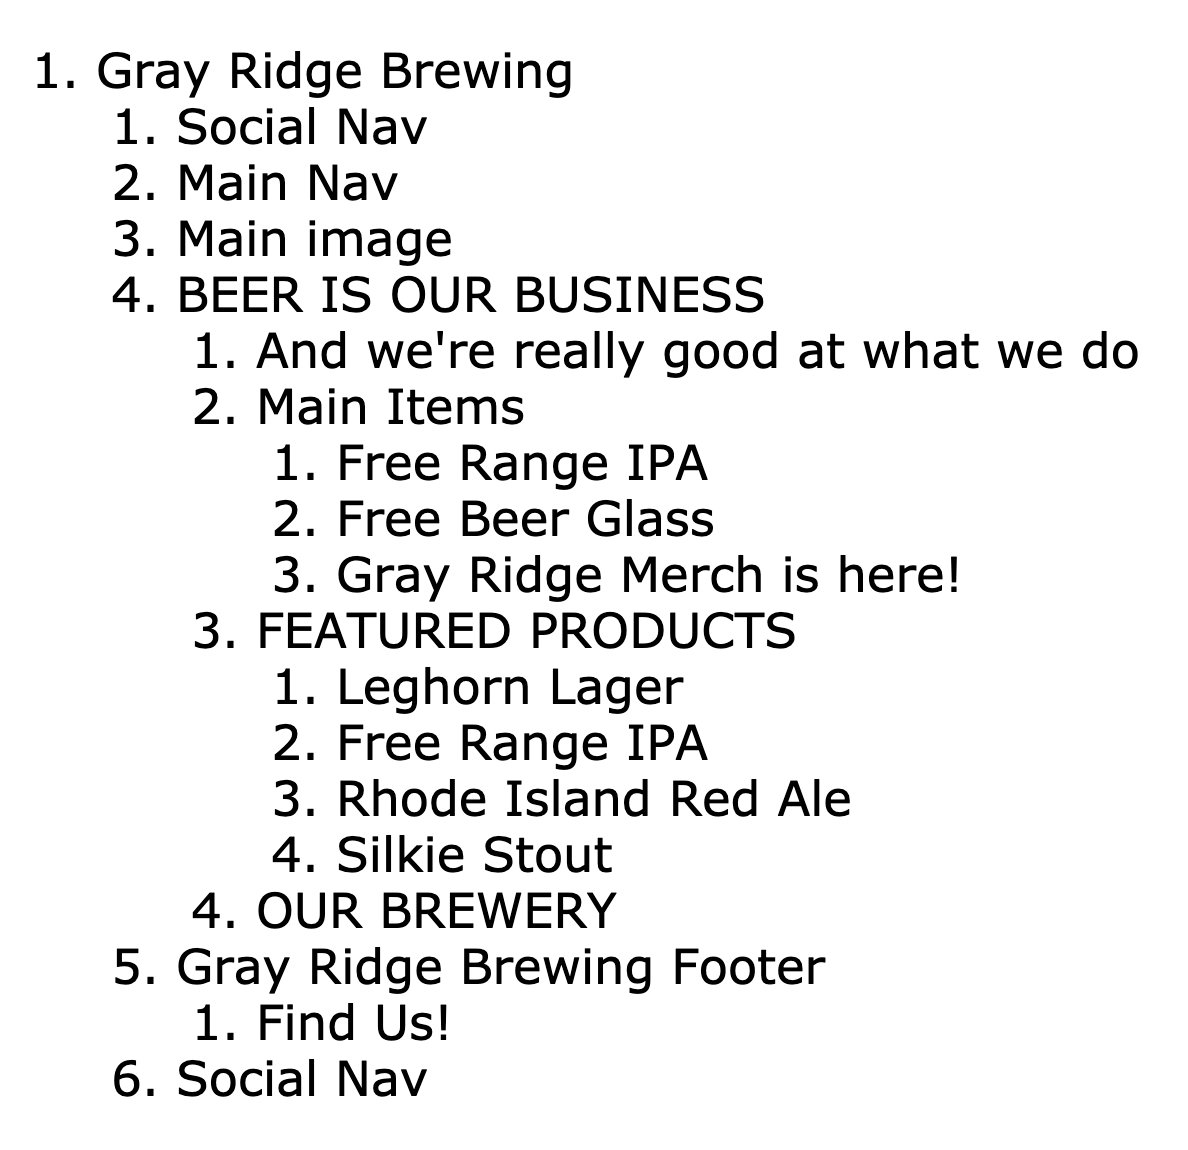 1. Gray Ridge Brewing
1. Social Nav
2. Main Nav
3. Main image
4. BEER IS OUR BUSINESS
1. And we're really good at what we do
2. Main Items
1. Free Range IPA
2. Free Beer Glass
3. Gray Ridge Merch is here!
3. FEATURED PRODUCTS
1. Leghorn Lager
2. Free Range IPA
3. Rhode Island Red Ale
4. Silkie Stout
4. OUR BREWERY
5. Gray Ridge Brewing Footer
1. Find Us!
6. Social Nav